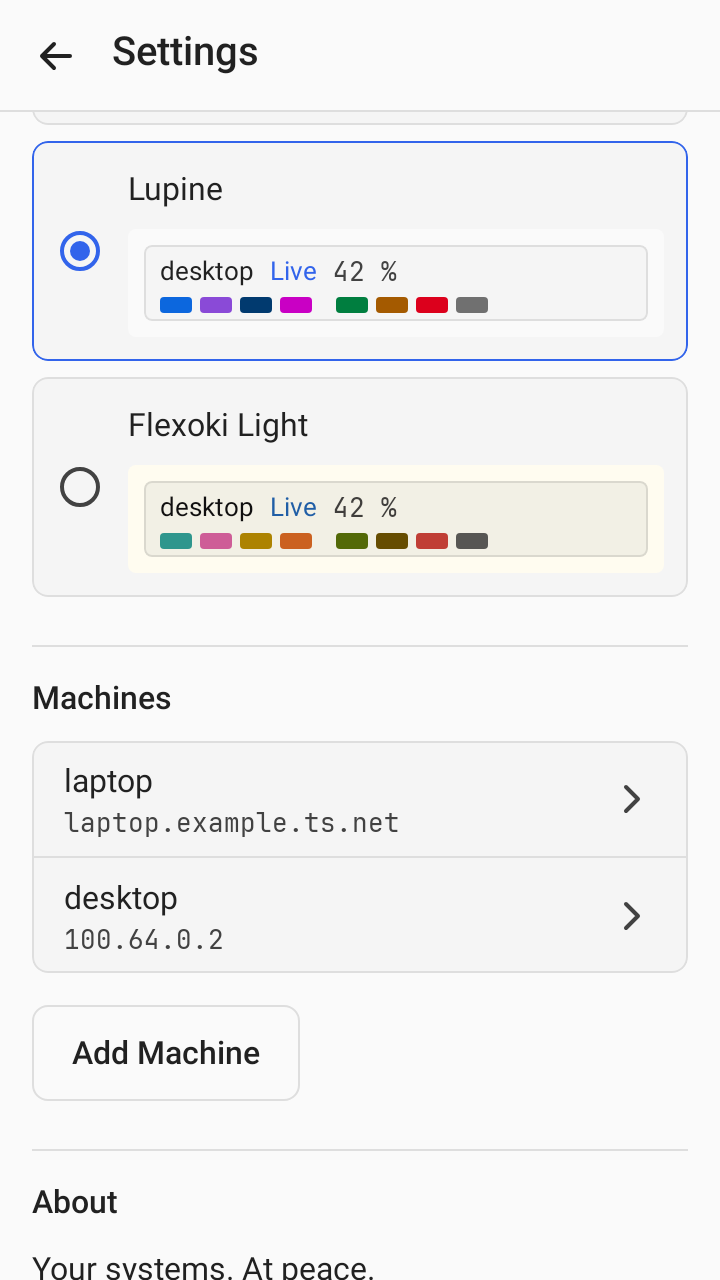 Settings
Lupine
desktop Live 42 %
Flexoki Light
desktop Live 42 %
Machines
laptop
laptop.example.ts.net
desktop
100.64.0.2
Add Machine
About
Your systems. At peace.